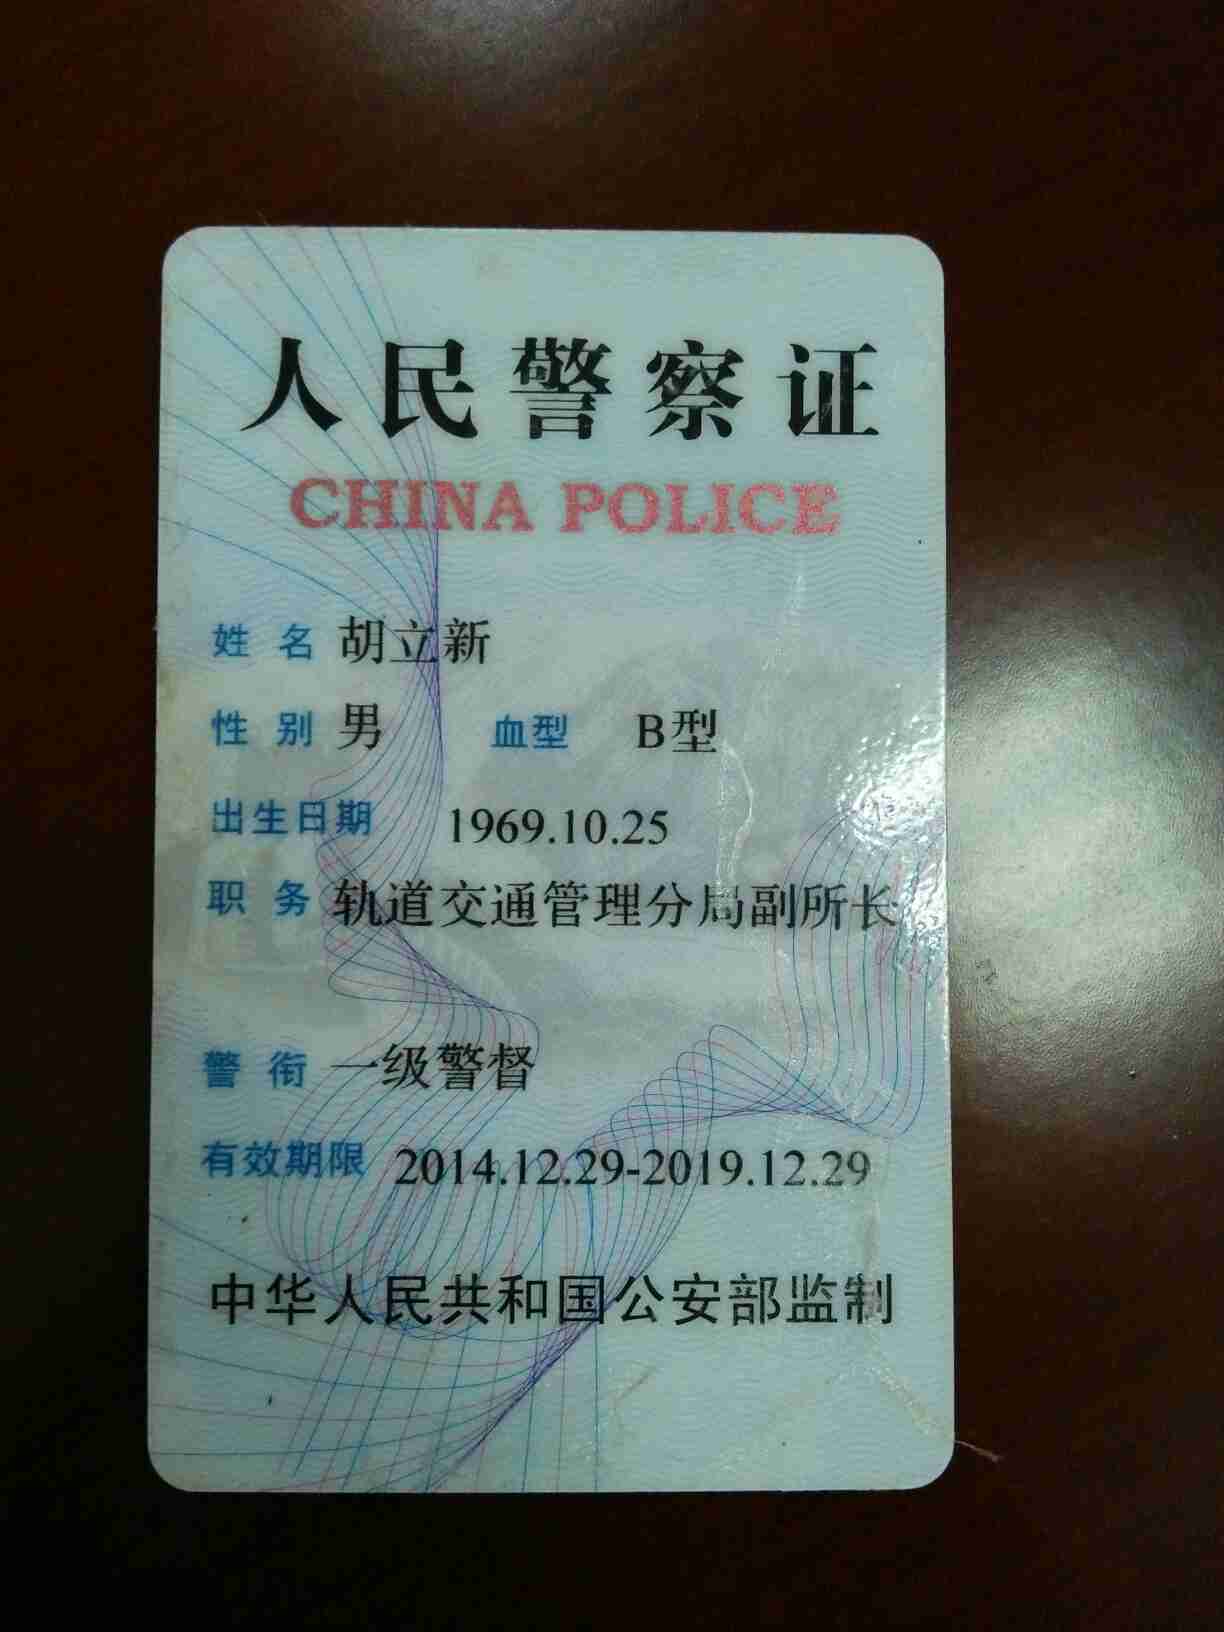 人民警察证
CHINA POLICE
姓 名 胡立新
性 别 男 血型 B型
出生日期 1969.10.25
职 务 轨道交通管理分局副所长
警 衔 一级警督
有效期限 2014.12.29-2019.12.29
中华人民共和国公安部监制